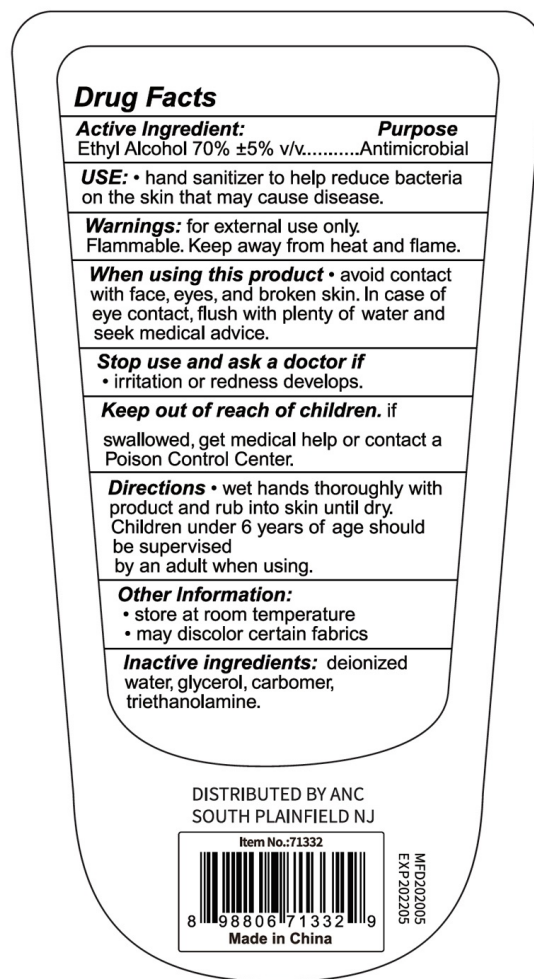 Drug Facts
Active Ingredient: Purpose
Ethyl Alcohol 70% ±5% v/v...........Antimicrobial
USE: • hand sanitizer to help reduce bacteria
on the skin that may cause disease.
Warnings: for external use only.
Flammable. Keep away from heat and flame.
When using this product • avoid contact
with face, eyes, and broken skin. In case of
eye contact, flush with plenty of water and
seek medical advice.
Stop use and ask a doctor if
• irritation or redness develops.
Keep out of reach of children. if
swallowed, get medical help or contact a
Poison Control Center.
Directions • wet hands thoroughly with
product and rub into skin until dry.
Children under 6 years of age should
be supervised
by an adult when using.
Other Information:
• store at room temperature
• may discolor certain fabrics
Inactive ingredients: deionized
water, glycerol, carbomer,
triethanolamine.
DISTRIBUTED BY ANC
SOUTH PLAINFIELD NJ
Item No.:71332
8 98806 71332 9
Made in China
MFD202005
EXP202205